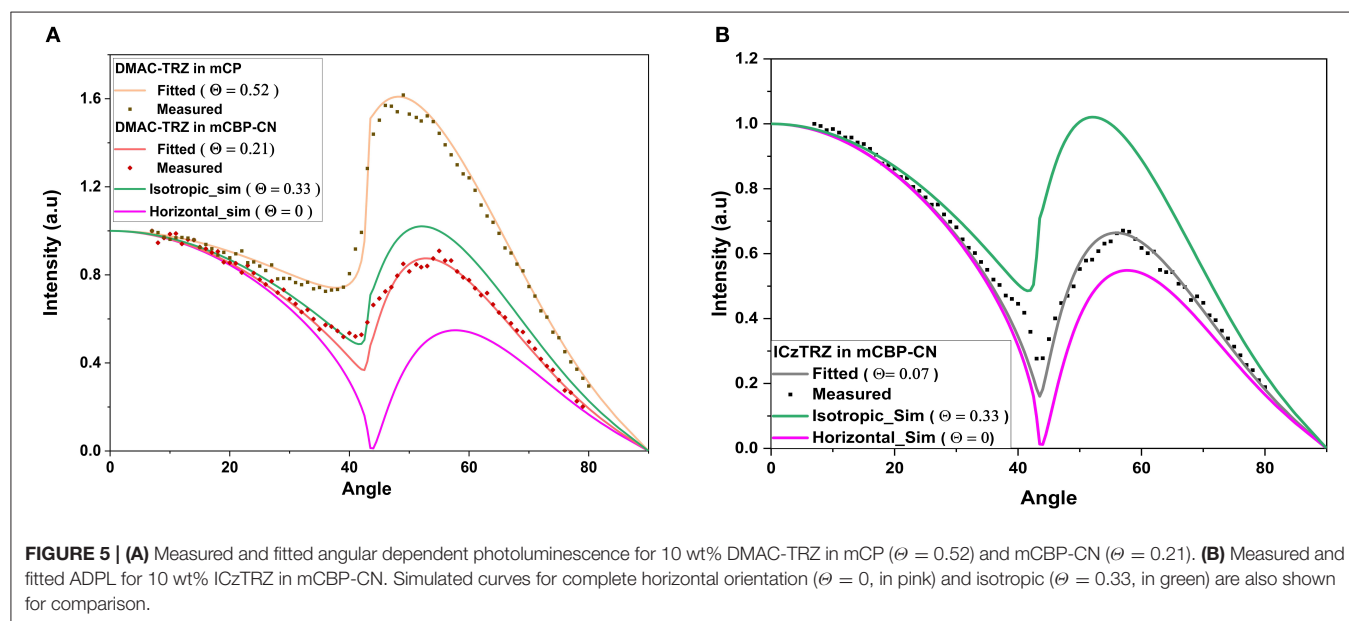 A
DMAC-TRZ in mCP
Fitted ( Θ = 0.52)
Measured
DMAC-TRZ in mCBP-CN
Fitted ( Θ = 0.21)
Measured
Isotropic_sim ( Θ = 0.33 )
Horizontal_sim ( Θ = 0 )
1.6
1.2
0.8
0.4
0.0
Intensity (a.u)
0 20 40 60 80
Angle
B
1.2
1.0
0.8
0.6
0.4
0.2
0.0
Intensity (a.u)
ICzTRZ in mCBP-CN
Fitted ( Θ= 0.07 )
Measured
Isotropic_Sim ( Θ = 0.33)
Horizontal_Sim ( Θ = 0)
0 20 40 60 80
Angle
FIGURE 5 | (A) Measured and fitted angular dependent photoluminescence for 10 wt% DMAC-TRZ in mCP (Θ = 0.52) and mCBP-CN (Θ = 0.21). (B) Measured and
fitted ADPL for 10 wt% ICzTRZ in mCBP-CN. Simulated curves for complete horizontal orientation (Θ = 0, in pink) and isotropic (Θ = 0.33, in green) are also shown
for comparison.